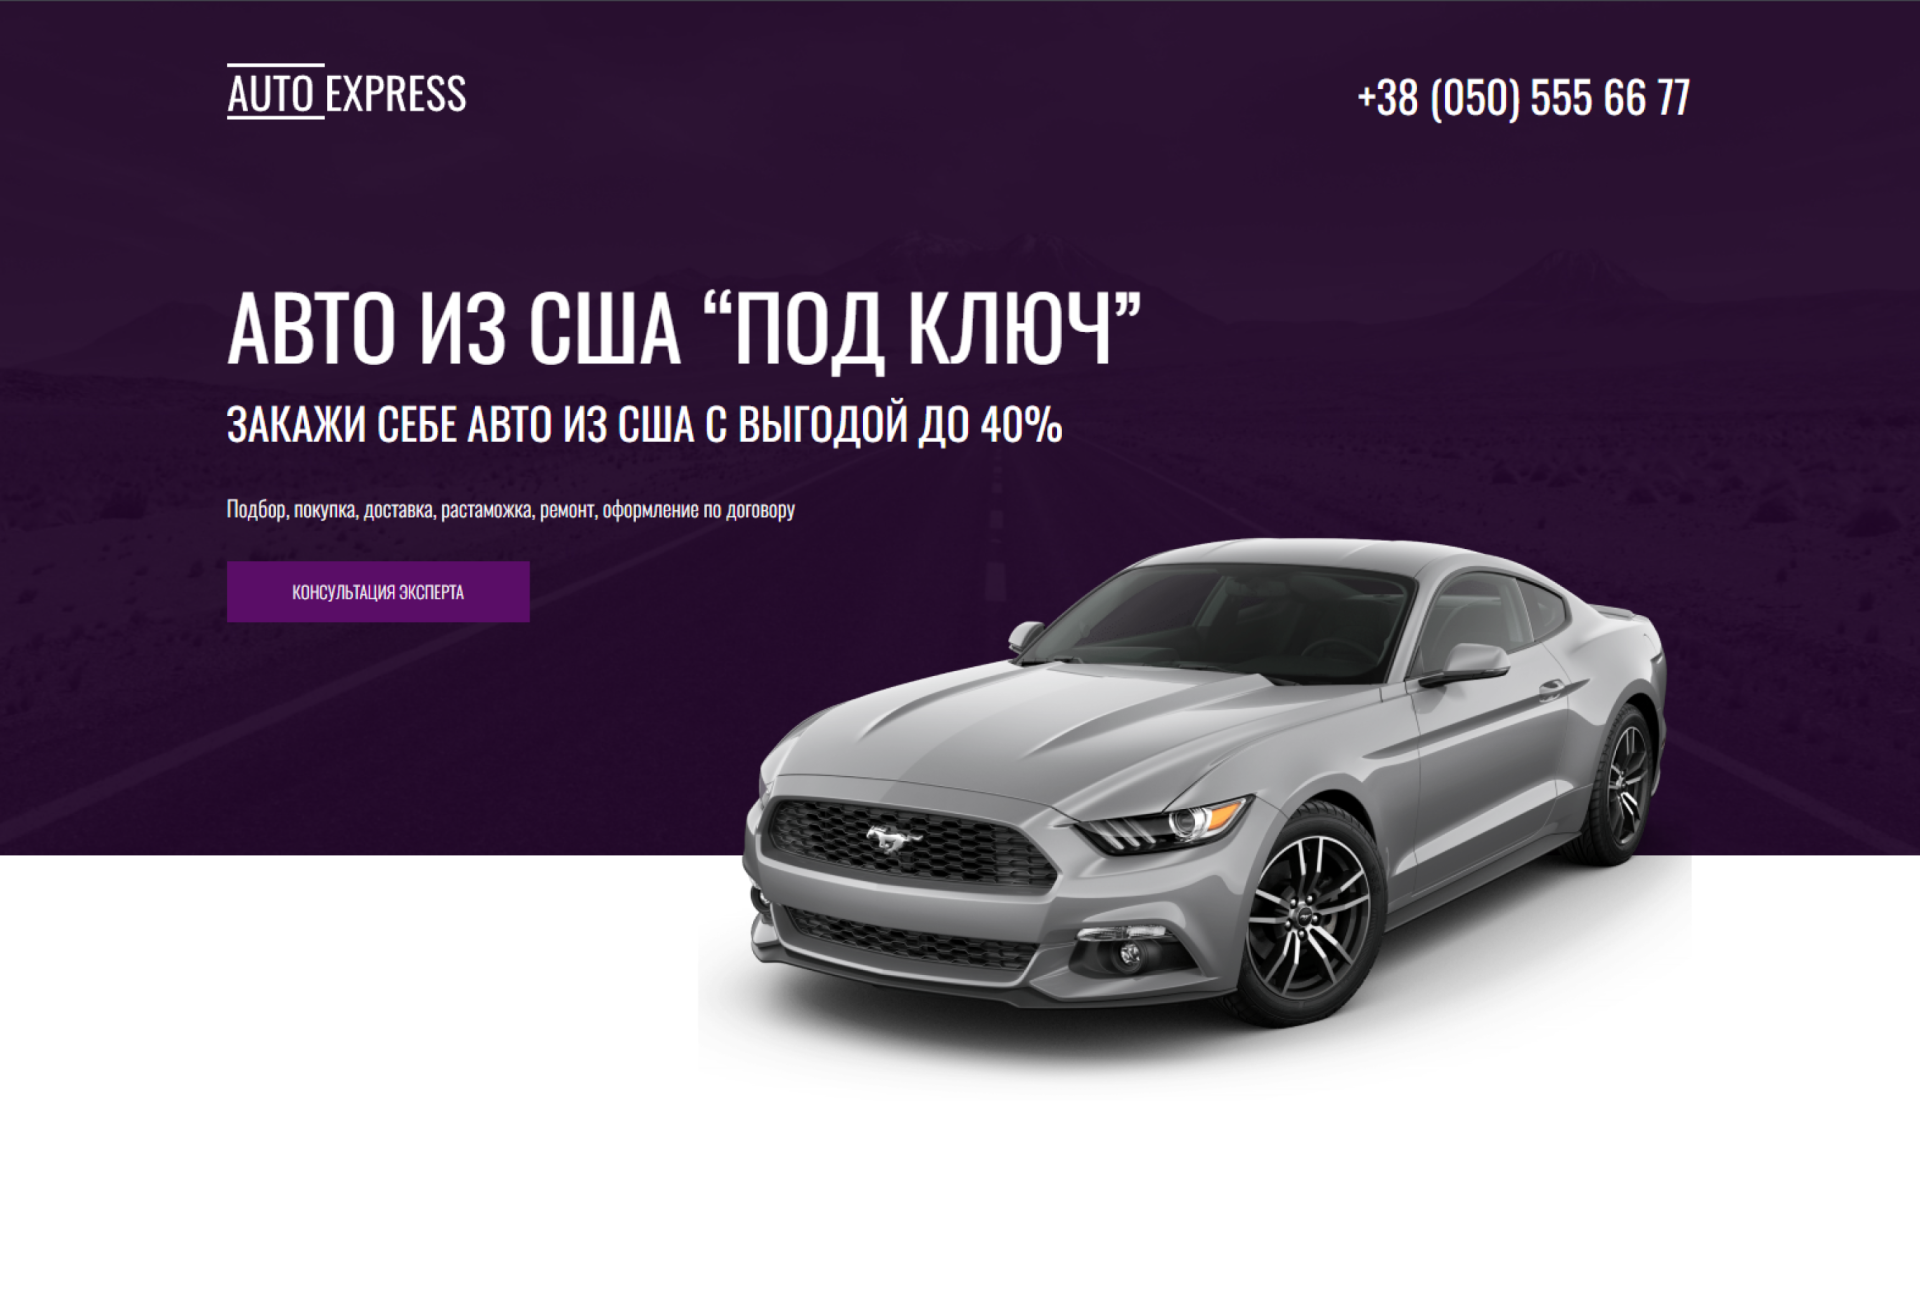 AUTO EXPRESS
+38 (050) 555 66 77
АВТО ИЗ США “ПОД КЛЮЧ”
ЗАКАЖИ СЕБЕ АВТО ИЗ США С ВЫГОДОЙ ДО 40%
Подбор, покупка, доставка, растаможка, ремонт, оформление по договору
КОНСУЛЬТАЦИЯ ЭКСПЕРТА